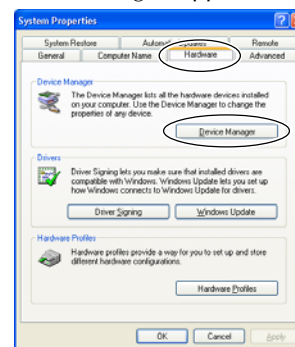 System Properties
System Restore Automatic Updates Remote
General Computer Name Hardware Advanced
Device Manager
The Device Manager lists all the hardware devices installed
on your computer. Use the Device Manager to change the
properties of any device.
Device Manager
Drivers
Driver Signing lets you make sure that installed drivers are
compatible with Windows. Windows Update lets you set up
how Windows connects to Windows Update for drivers.
Driver Signing Windows Update
Hardware Profiles
Hardware profiles provide a way for you to set up and store
different hardware configurations.
Hardware Profiles
OK Cancel Apply